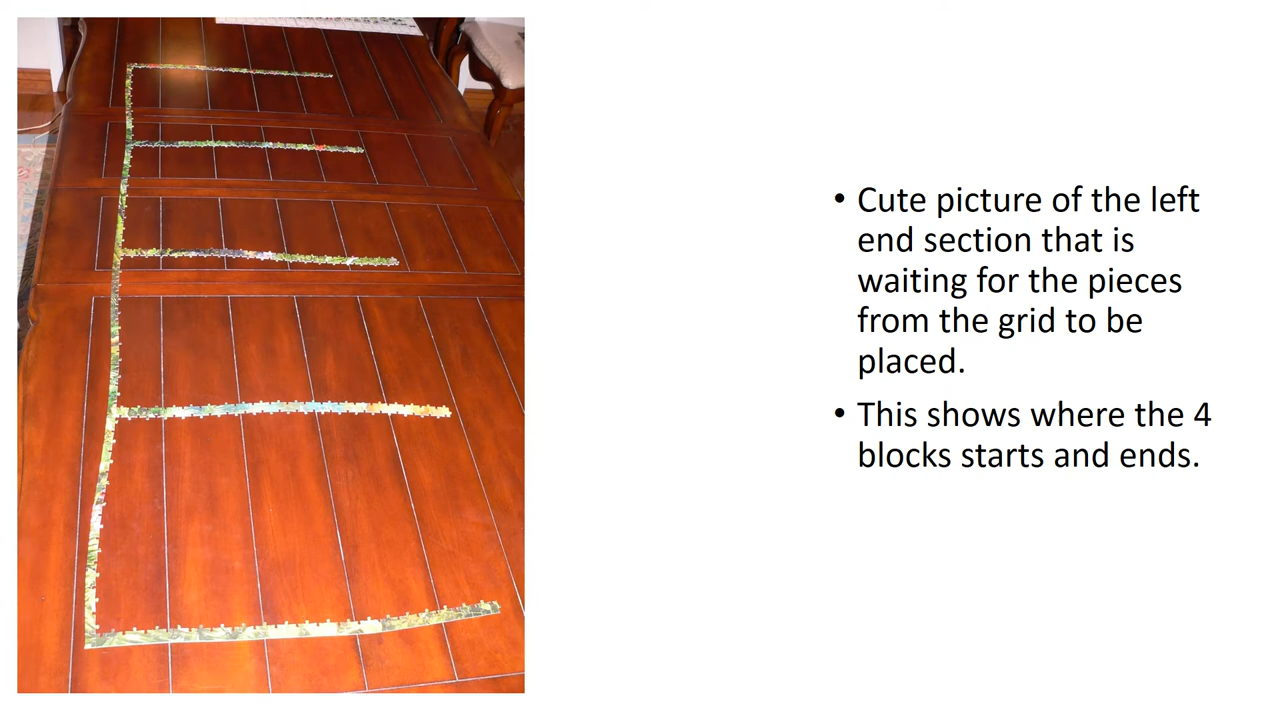 • Cute picture of the left
end section that is
waiting for the pieces
from the grid to be
placed.
• This shows where the 4
blocks starts and ends.